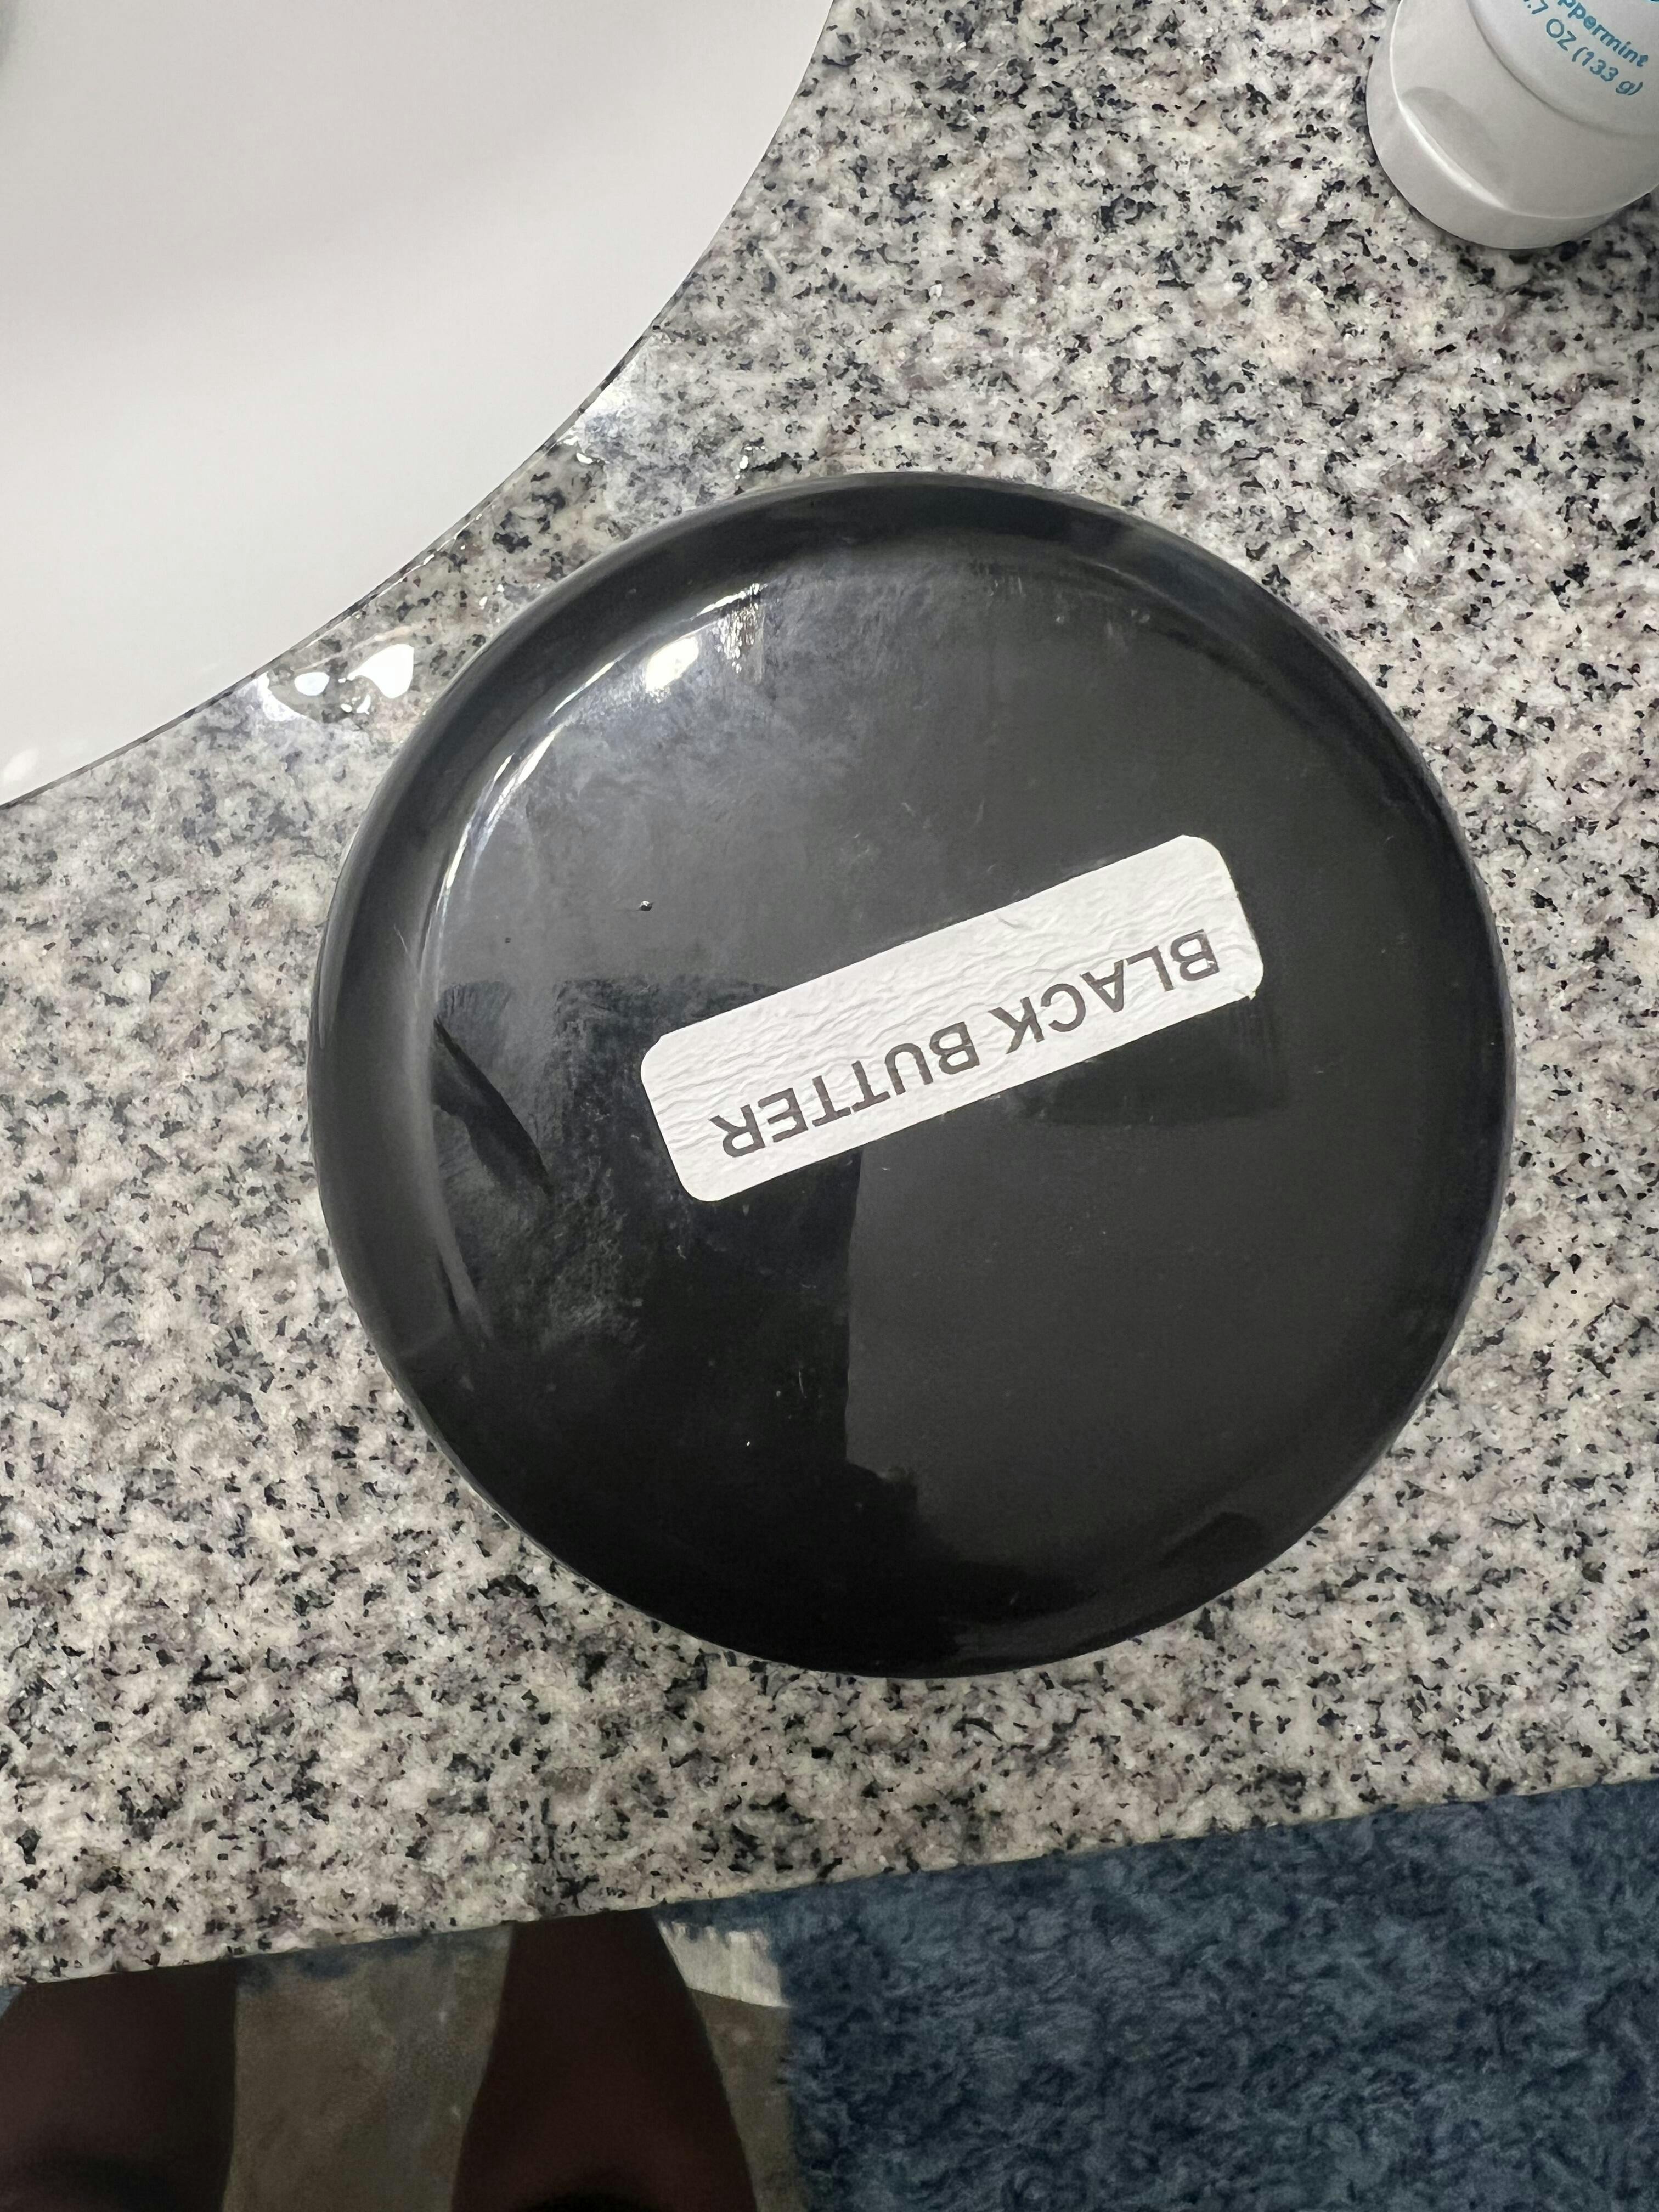 BLACK BUTTER
OZ (133 g)